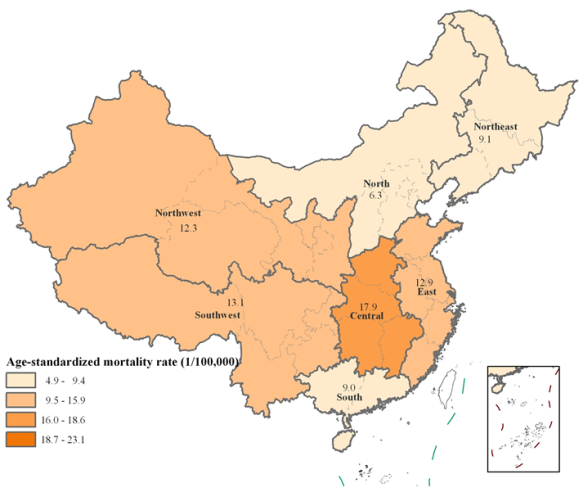 Northeast
9.1
North
6.3
Northwest
12.3
12.9
East
13.1
Southwest
17.9
Central
9.0
South
Age-standardized mortality rate (1/100,000)
4.9 - 9.4
9.5 - 15.9
16.0 - 18.6
18.7 - 23.1